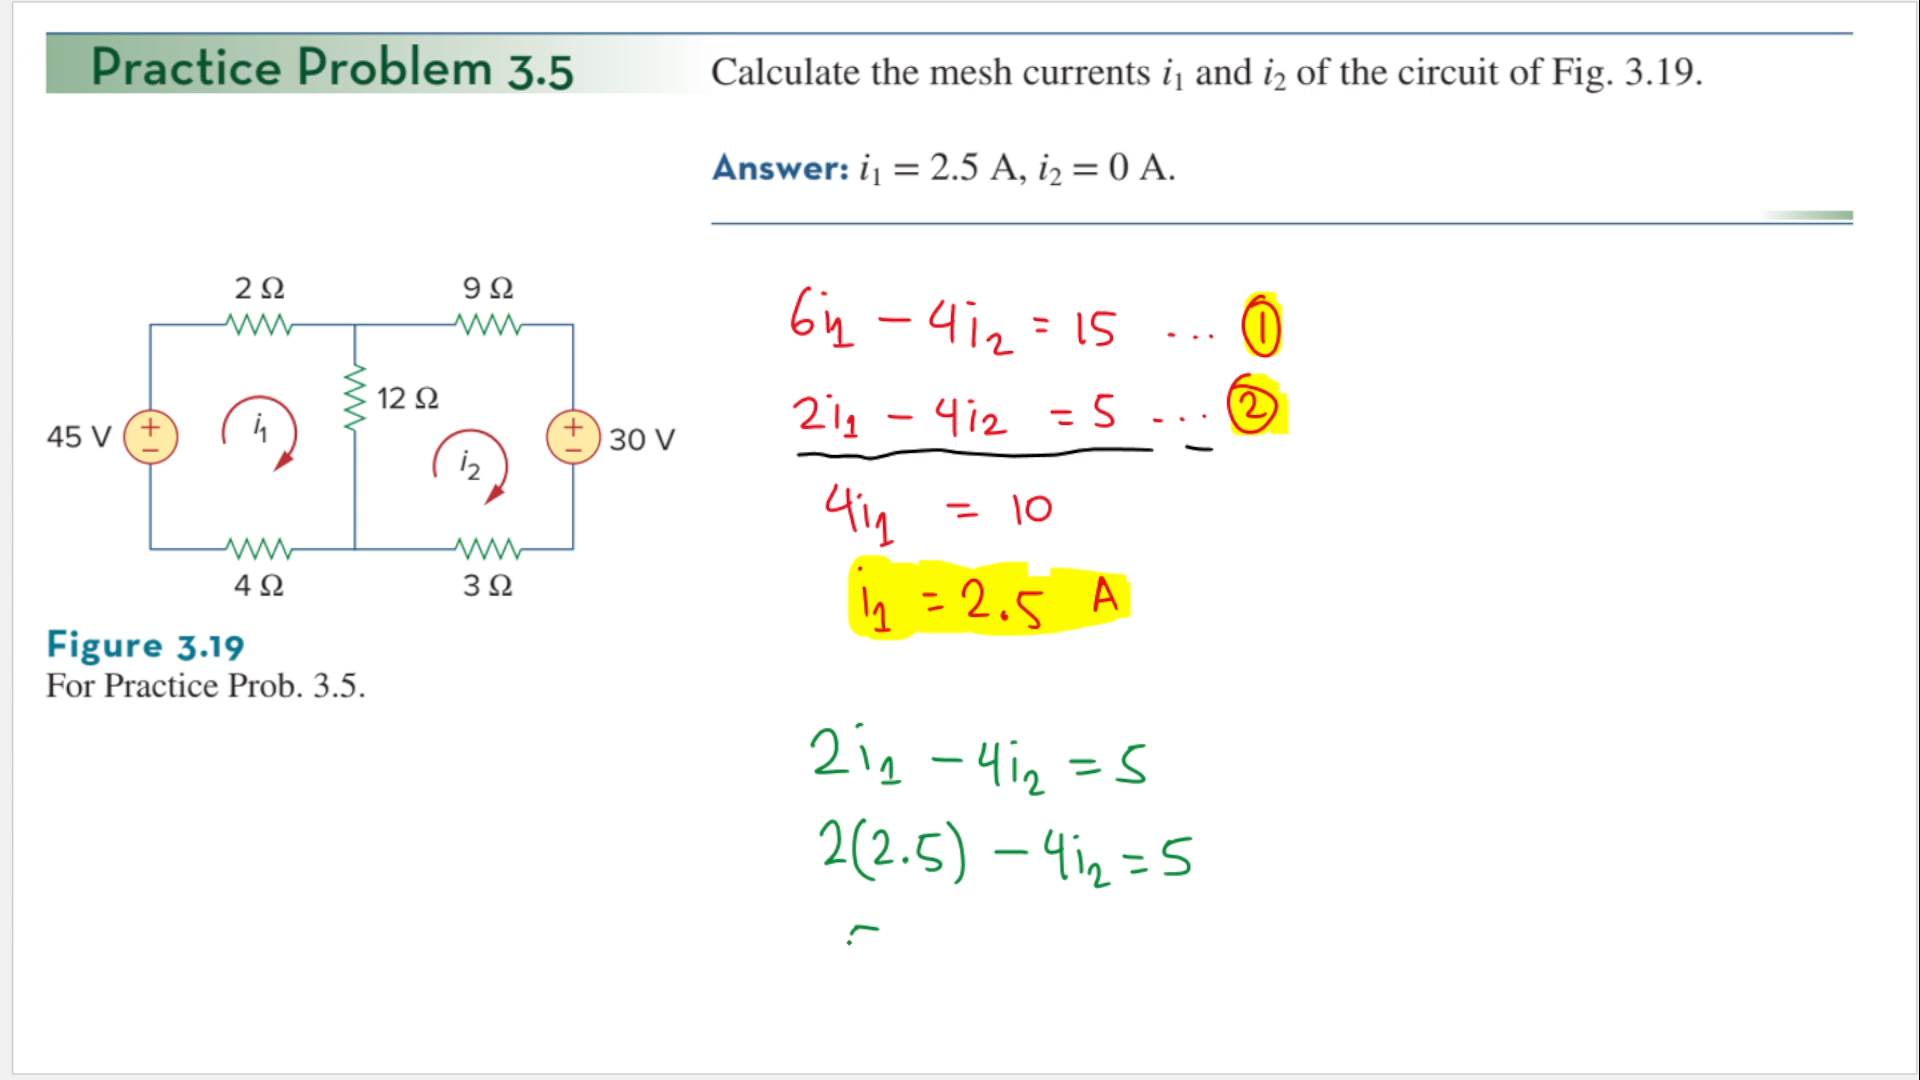 Practice Problem 3.5
Calculate the mesh currents i₁ and i₂ of the circuit of Fig. 3.19.
Answer: i₁ = 2.5 A, i₂ = 0 A.
2 Ω
9 Ω
12 Ω
45 V
+
−
i₁
i₂
+
−
30 V
4 Ω
3 Ω
Figure 3.19
For Practice Prob. 3.5.
6i₁ − 4i₂ = 15 ... ①
2i₁ − 4i₂ = 5 ... ②
−
4i₁ = 10
i₁ = 2.5 A
2i₁ − 4i₂ = 5
2(2.5) − 4i₂ = 5